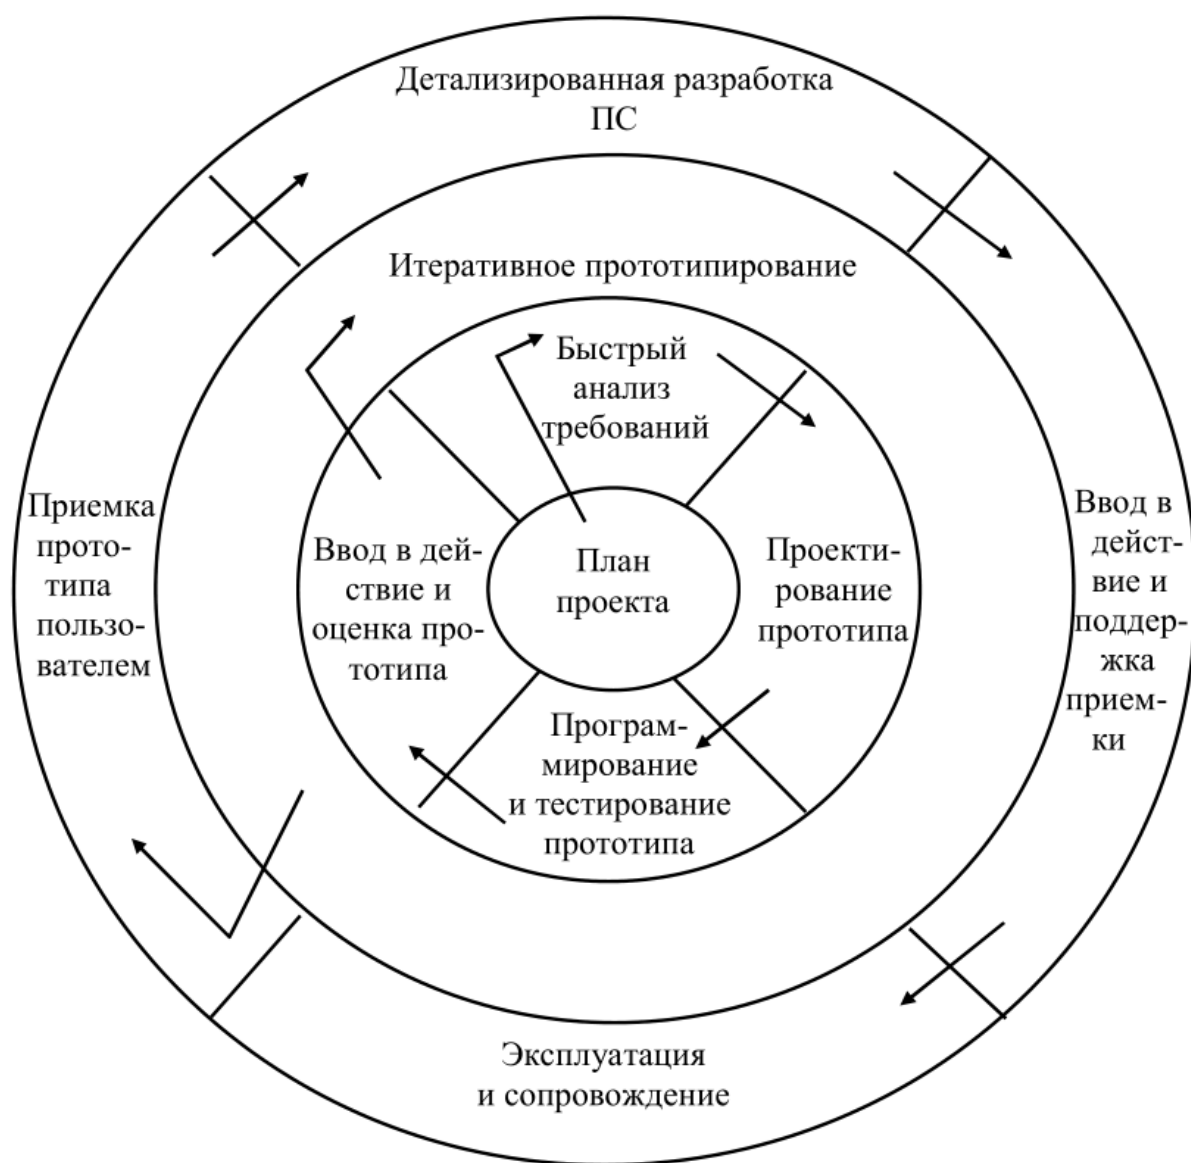 Детализированная разработка
ПС
Итеративное прототипирование
Быстрый
анализ
требований
Приемка
прото-
типа
пользо-
вателем
Ввод в дей-
ствие и
оценка про-
тотипа
План
проекта
Проекти-
рование
прототипа
Ввод в
дейст-
вие и
поддер-
жка
прием-
ки
Програм-
мирование
и тестирование
прототипа
Эксплуатация
и сопровождение